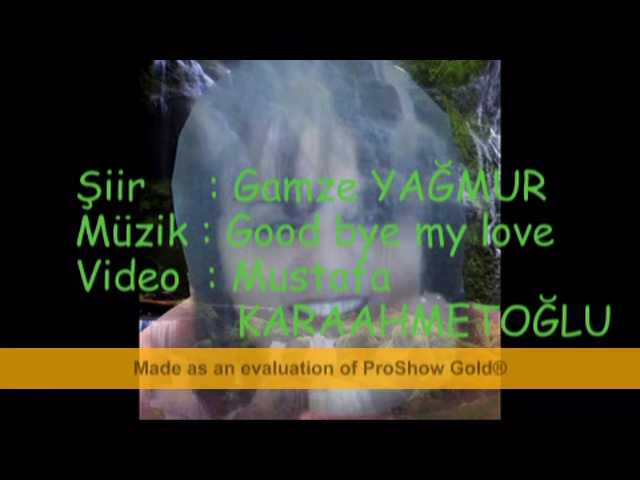 Şiir : Gamze YAĞMUR
Müzik : Good bye my love
Video : Mustafa
KARAAHMETOĞLU
Made as an evaluation of ProShow Gold®